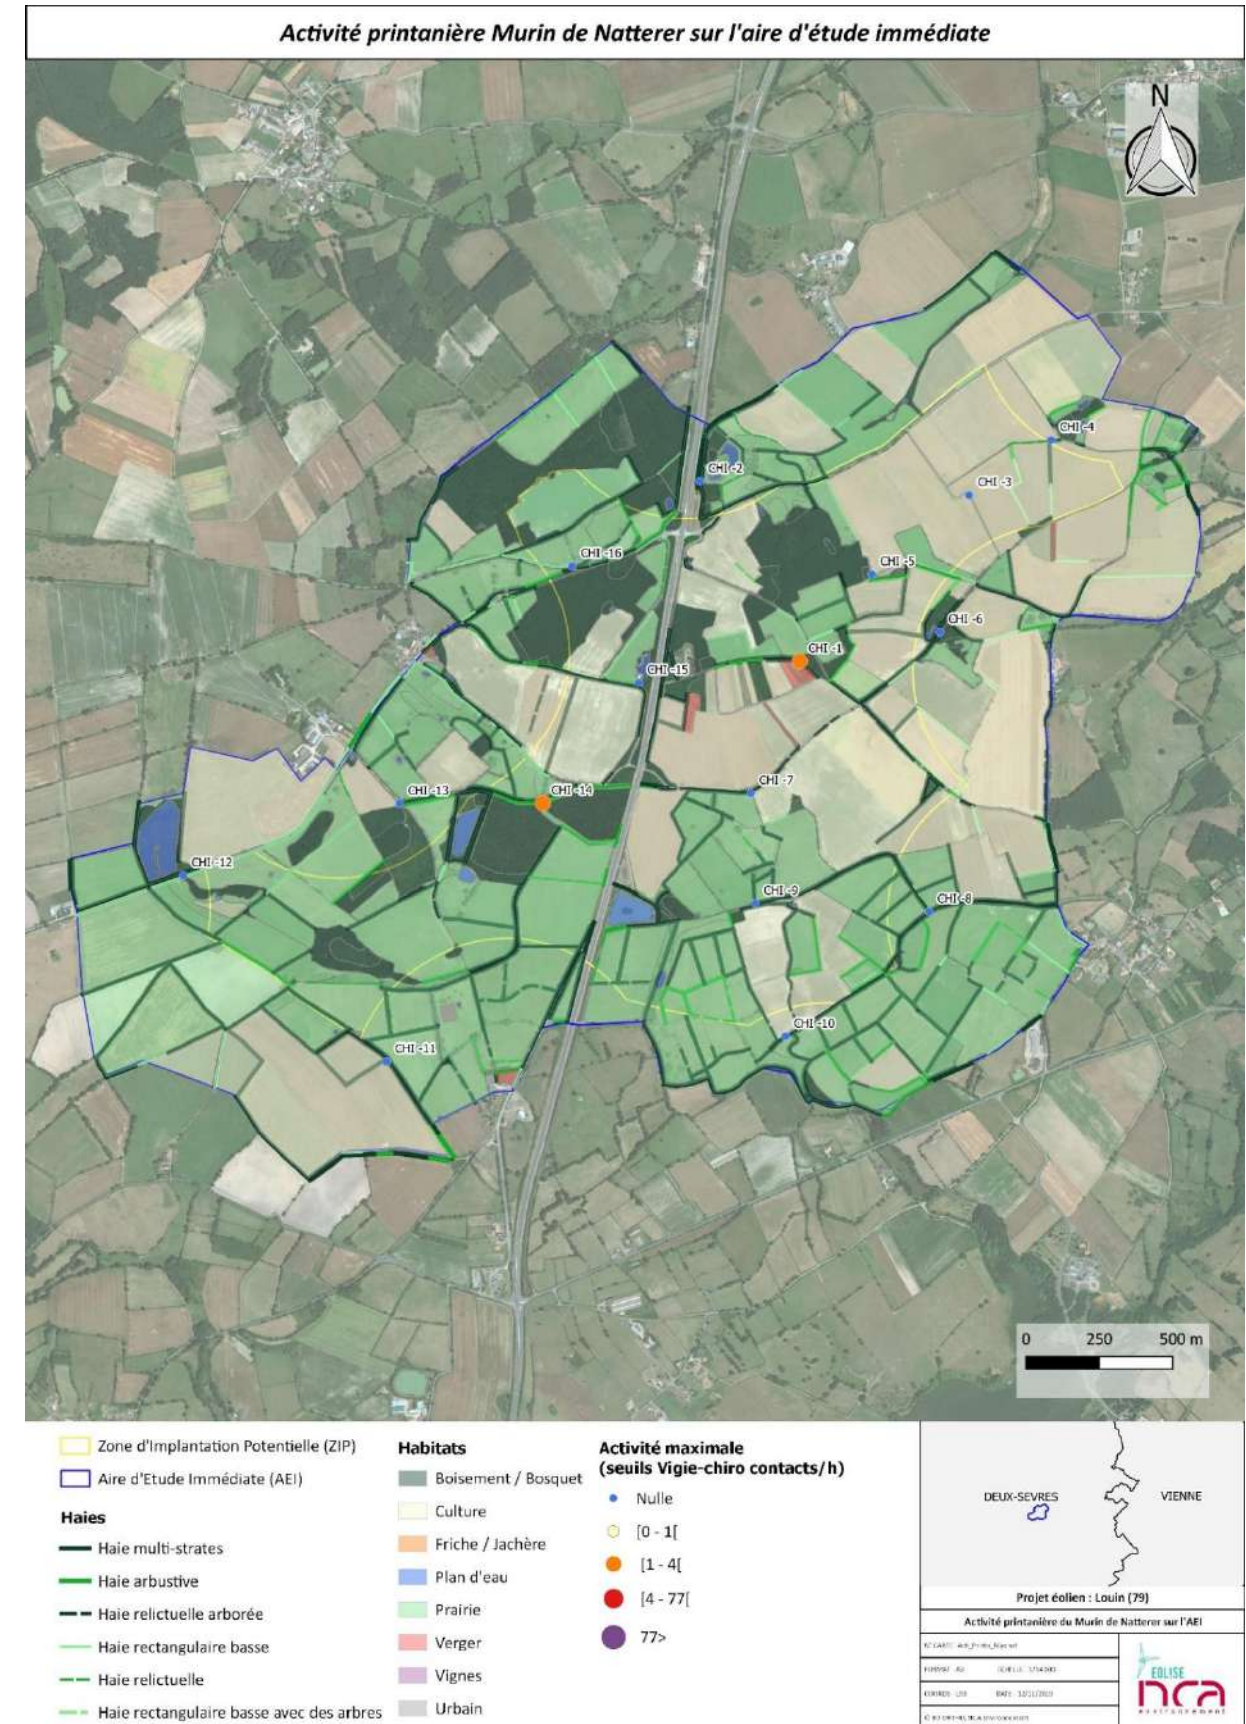 Activité printanière Murin de Natterer sur l'aire d'étude immédiate
N
CHI -4
CHI -2
CHI -3
CHI -16
CHI -5
CHI -6
CHI -1
CHI -15
CHI -7
CHI -13
CHI -14
CHI -12
CHI -9
CHI -8
CHI -10
CHI -11
0 250 500 m
Zone d'Implantation Potentielle (ZIP)
Aire d'Etude Immédiate (AEI)
Haies
Haie multi-strates
Haie arbustive
Haie relictuelle arborée
Haie rectangulaire basse
Haie relictuelle
Haie rectangulaire basse avec des arbres
Habitats
Boisement / Bosquet
Culture
Friche / Jachère
Plan d'eau
Prairie
Verger
Vignes
Urbain
Activité maximale
(seuils Vigie-chiro contacts/h)
Nulle
[0 - 1[
[1 - 4[
[4 - 77[
77>
DEUX-SEVRES
VIENNE
Projet éolien : Louin (79)
Activité printanière du Murin de Natterer sur l'AEI
EOLISE
nca
environnement